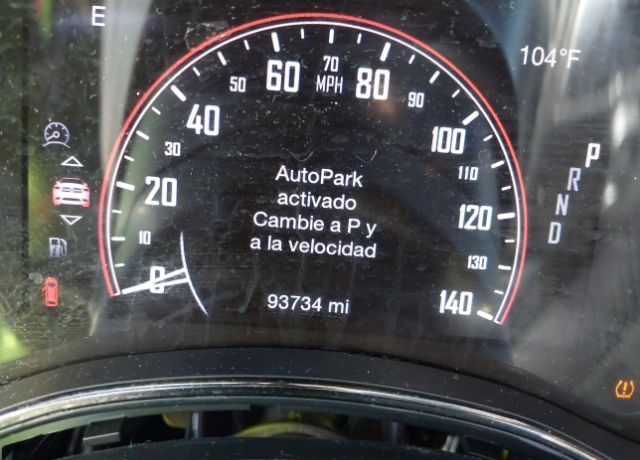 E
104°F
0
10
20
30
40
50
60
70
MPH
80
90
100
110
120
130
140
AutoPark
activado
Cambie a P y
a la velocidad
93734 mi
P
R
N
D